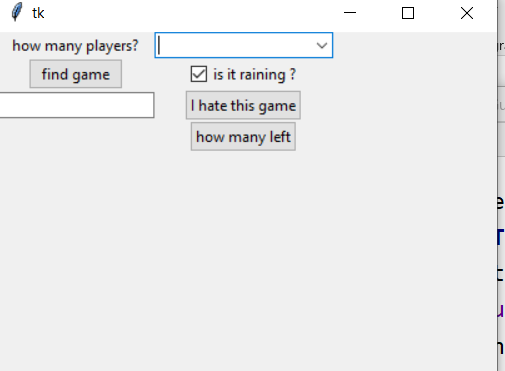 tk
how many players?
find game
is it raining ?
I hate this game
how many left